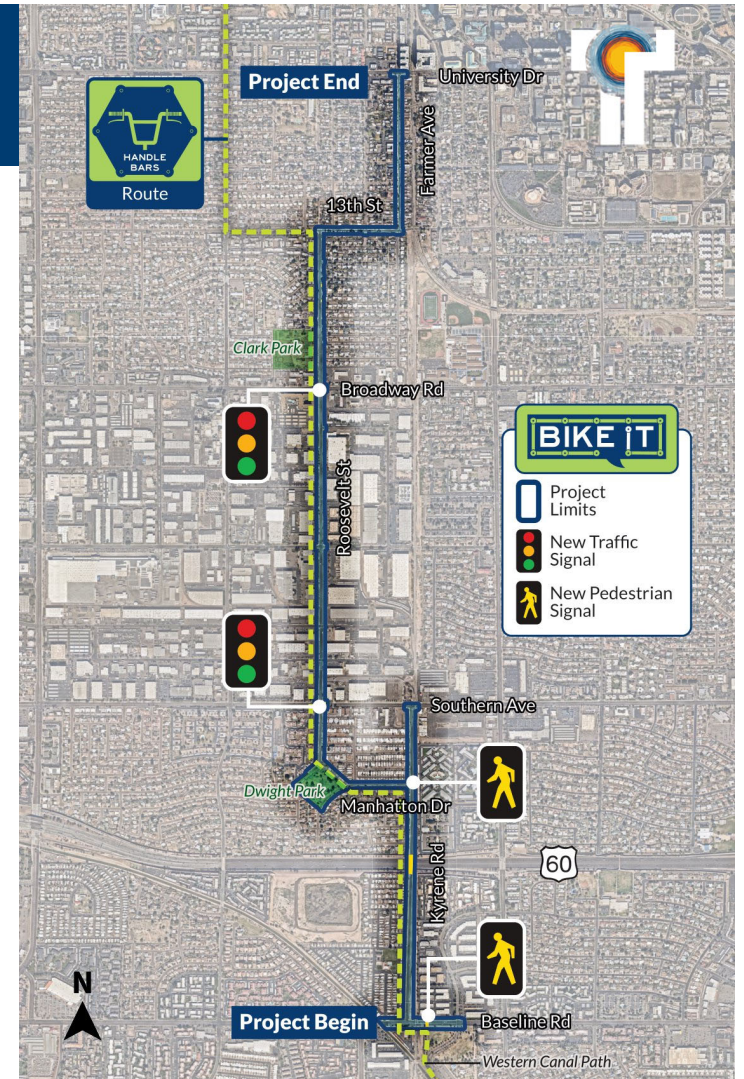 Project End
University Dr
HANDLE
BARS
Route
Farmer Ave
13th St
Clark Park
Broadway Rd
BIKE iT
Project
Limits
New Traffic
Signal
New Pedestrian
Signal
Roosevelt St
Southern Ave
Dwight Park
Manhatton Dr
60
Kyrene Rd
N
Project Begin
Baseline Rd
Western Canal Path